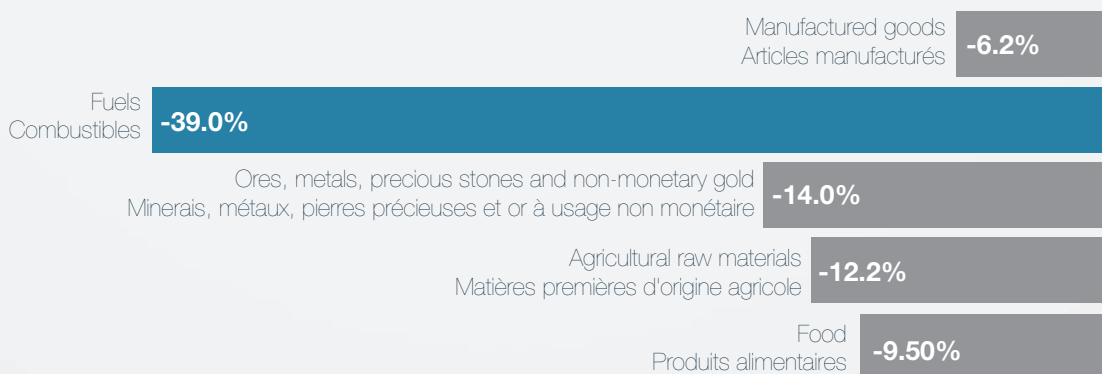 Manufactured goods
Articles manufacturés
-6.2%
Fuels
Combustibles
-39.0%
Ores, metals, precious stones and non-monetary gold
Minerais, métaux, pierres précieuses et or à usage non monétaire
-14.0%
Agricultural raw materials
Matières premières d'origine agricole
-12.2%
Food
Produits alimentaires
-9.50%